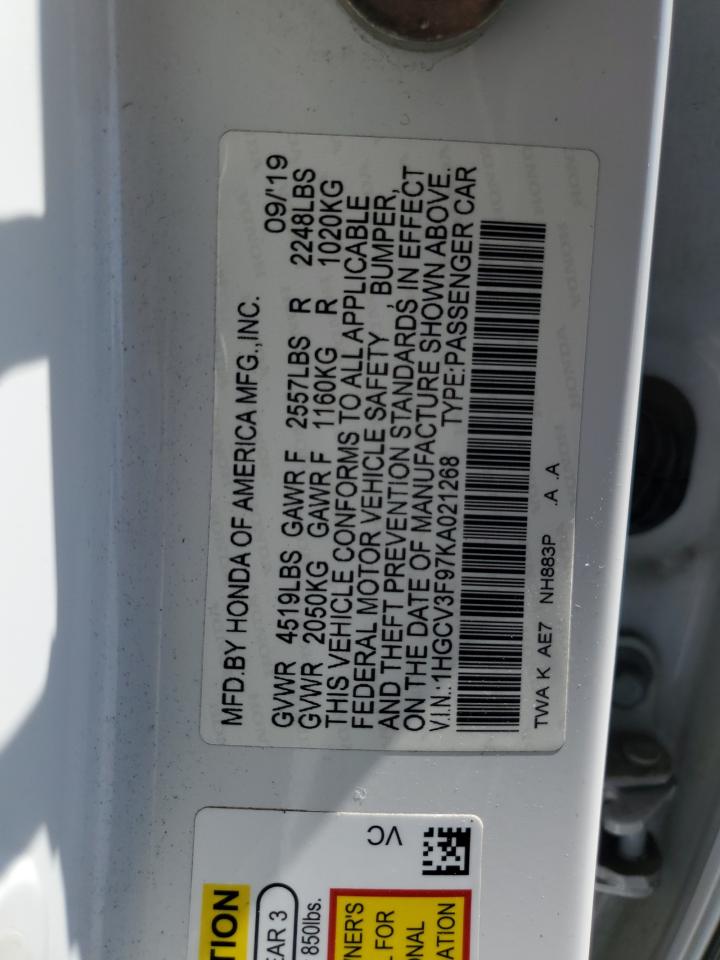 MFD.BY HONDA OF AMERICA MFG.,INC. 09/'19
GVWR 4519LBS GAWR F 2557LBS R 2248LBS
GVWR 2050KG GAWR F 1160KG R 1020KG
THIS VEHICLE CONFORMS TO ALL APPLICABLE
FEDERAL MOTOR VEHICLE SAFETY , BUMPER,
AND THEFT PREVENTION STANDARDS IN EFFECT
ON THE DATE OF MANUFACTURE SHOWN ABOVE.
V.I.N.:1HGCV3F97KA021268 TYPE:PASSENGER CAR
TWA K AE7 NH883P .A .A
VC
EAR 3
850lbs.